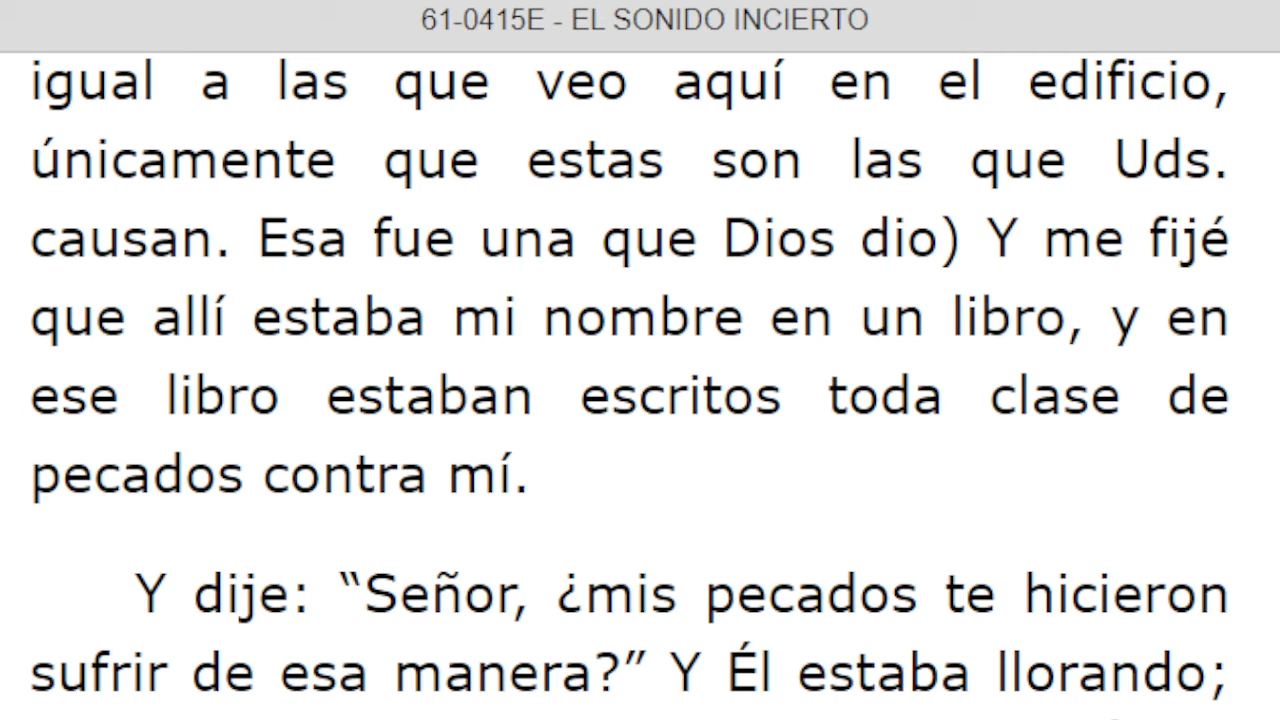 61-0415E - EL SONIDO INCIERTO
igual a las que veo aquí en el edificio,
únicamente que estas son las que Uds.
causan. Esa fue una que Dios dio) Y me fijé
que allí estaba mi nombre en un libro, y en
ese libro estaban escritos toda clase de
pecados contra mí.
Y dije: “Señor, ¿mis pecados te hicieron
sufrir de esa manera?” Y Él estaba llorando;